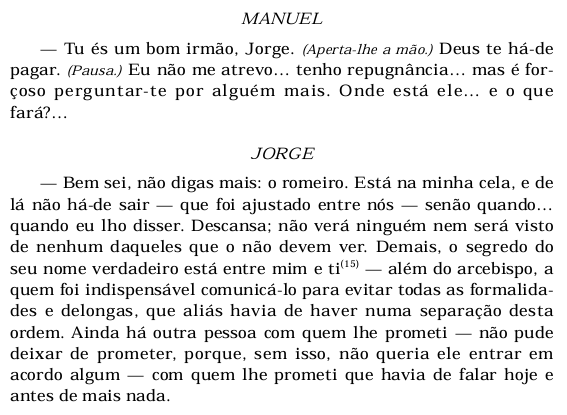 MANUEL
— Tu és um bom irmão, Jorge. (Aperta-lhe a mão.) Deus te há-de
pagar. (Pausa.) Eu não me atrevo... tenho repugnância... mas é for-
çoso perguntar-te por alguém mais. Onde está ele... e o que
fará?...
JORGE
— Bem sei, não digas mais: o romeiro. Está na minha cela, e de
lá não há-de sair — que foi ajustado entre nós — senão quando...
quando eu lho disser. Descansa; não verá ninguém nem será visto
de nenhum daqueles que o não devem ver. Demais, o segredo do
seu nome verdadeiro está entre mim e ti(15) — além do arcebispo, a
quem foi indispensável comunicá-lo para evitar todas as formalida-
des e delongas, que aliás havia de haver numa separação desta
ordem. Ainda há outra pessoa com quem lhe prometi — não pude
deixar de prometer, porque, sem isso, não queria ele entrar em
acordo algum — com quem lhe prometi que havia de falar hoje e
antes de mais nada.